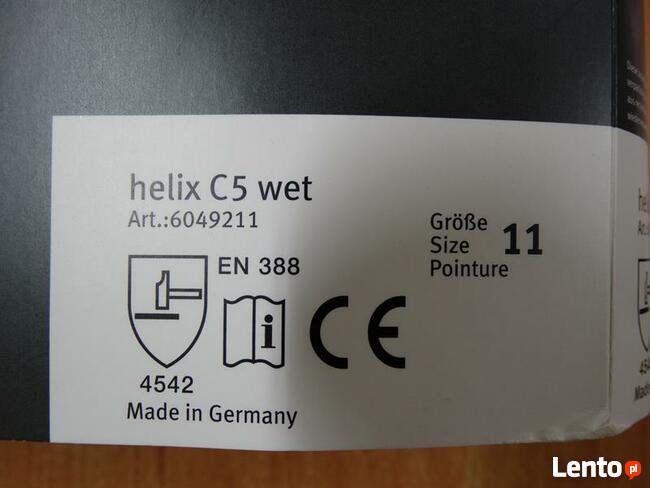 helix C5 wet
Art.:6049211
Größe
Size 11
Pointure
EN 388
i
CE
4542
Made in Germany
Lento.pl